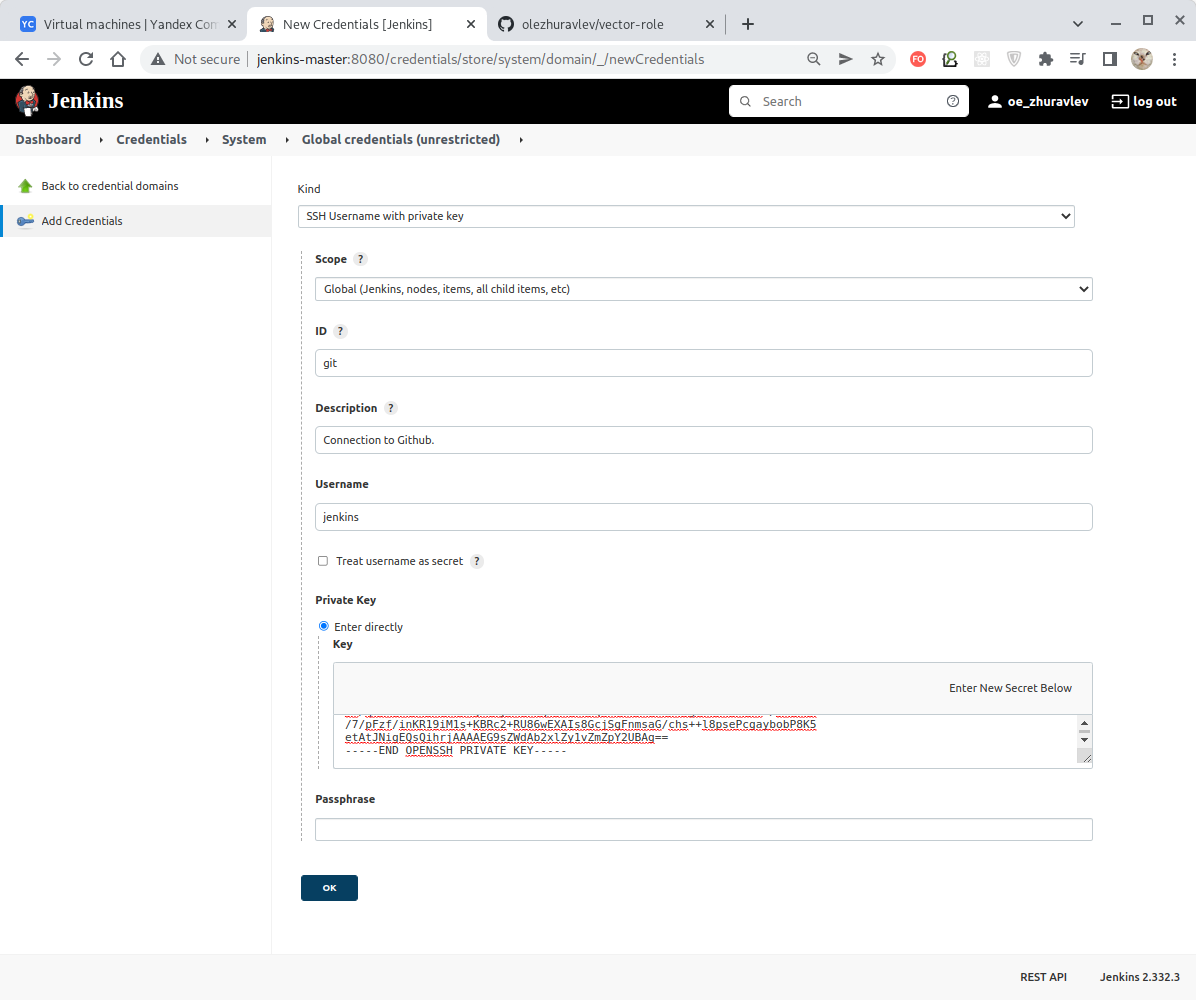 Virtual machines | Yandex Com
New Credentials [Jenkins]
olezhuravlev/vector-role
Not secure
jenkins-master:8080/credentials/store/system/domain/_/newCredentials
Jenkins
Search
oe_zhuravlev
log out
Dashboard
Credentials
System
Global credentials (unrestricted)
Back to credential domains
Add Credentials
Kind
SSH Username with private key
Scope ?
Global (Jenkins, nodes, items, all child items, etc)
ID ?
git
Description ?
Connection to Github.
Username
jenkins
Treat username as secret ?
Private Key
Enter directly
Key
Enter New Secret Below
/7/pFzf/inKR19iM1s+KBRc2+RU86wEXAIs8GcjSgFnmsaG/chs++l8psePcgaybobP8K5
etAtJNigEQsQihrjAAAAEG9sZWdAb2xlZy1vZmZpY2UBAg==
-----END OPENSSH PRIVATE KEY-----
Passphrase
OK
REST API
Jenkins 2.332.3